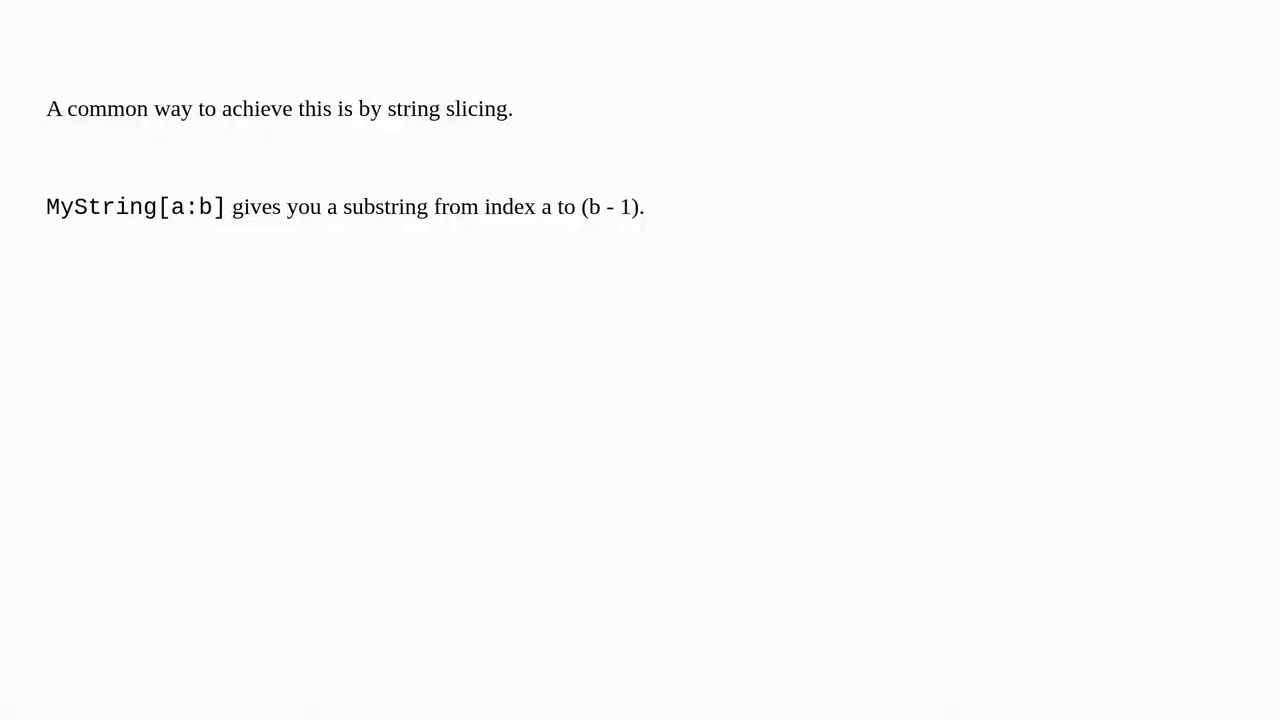 A common way to achieve this is by string slicing.
MyString[a:b] gives you a substring from index a to (b - 1).